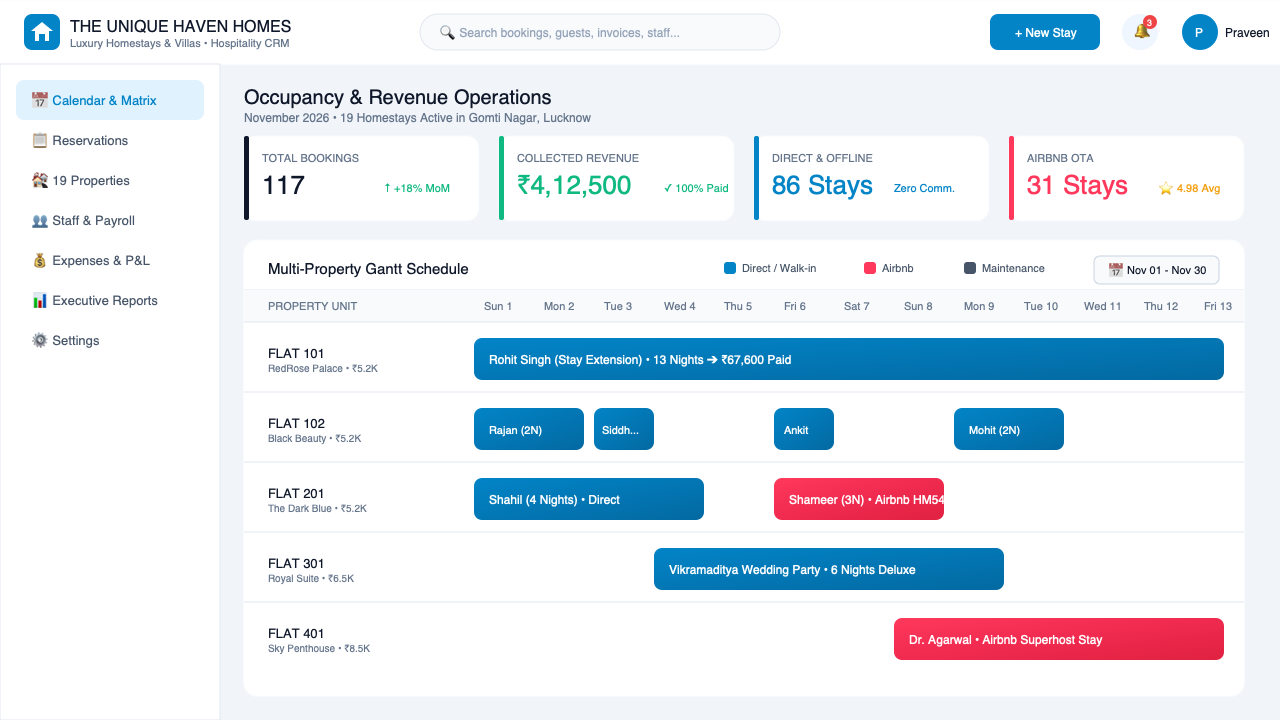 THE UNIQUE HAVEN HOMES
Luxury Homestays & Villas • Hospitality CRM
Search bookings, guests, invoices, staff...
+ New Stay
3
P
Praveen
Calendar & Matrix
Reservations
19 Properties
Staff & Payroll
Expenses & P&L
Executive Reports
Settings
Occupancy & Revenue Operations
November 2026 • 19 Homestays Active in Gomti Nagar, Lucknow
TOTAL BOOKINGS
117
↑ +18% MoM
COLLECTED REVENUE
₹4,12,500
✓ 100% Paid
DIRECT & OFFLINE
86 Stays
Zero Comm.
AIRBNB OTA
31 Stays
⭐ 4.98 Avg
Multi-Property Gantt Schedule
Direct / Walk-in
Airbnb
Maintenance
Nov 01 - Nov 30
PROPERTY UNIT
Sun 1
Mon 2
Tue 3
Wed 4
Thu 5
Fri 6
Sat 7
Sun 8
Mon 9
Tue 10
Wed 11
Thu 12
Fri 13
FLAT 101
RedRose Palace • ₹5.2K
Rohit Singh (Stay Extension) • 13 Nights ➔ ₹67,600 Paid
FLAT 102
Black Beauty • ₹5.2K
Rajan (2N)
Siddh...
Ankit
Mohit (2N)
FLAT 201
The Dark Blue • ₹5.2K
Shahil (4 Nights) • Direct
Shameer (3N) • Airbnb HM54
FLAT 301
Royal Suite • ₹6.5K
Vikramaditya Wedding Party • 6 Nights Deluxe
FLAT 401
Sky Penthouse • ₹8.5K
Dr. Agarwal • Airbnb Superhost Stay